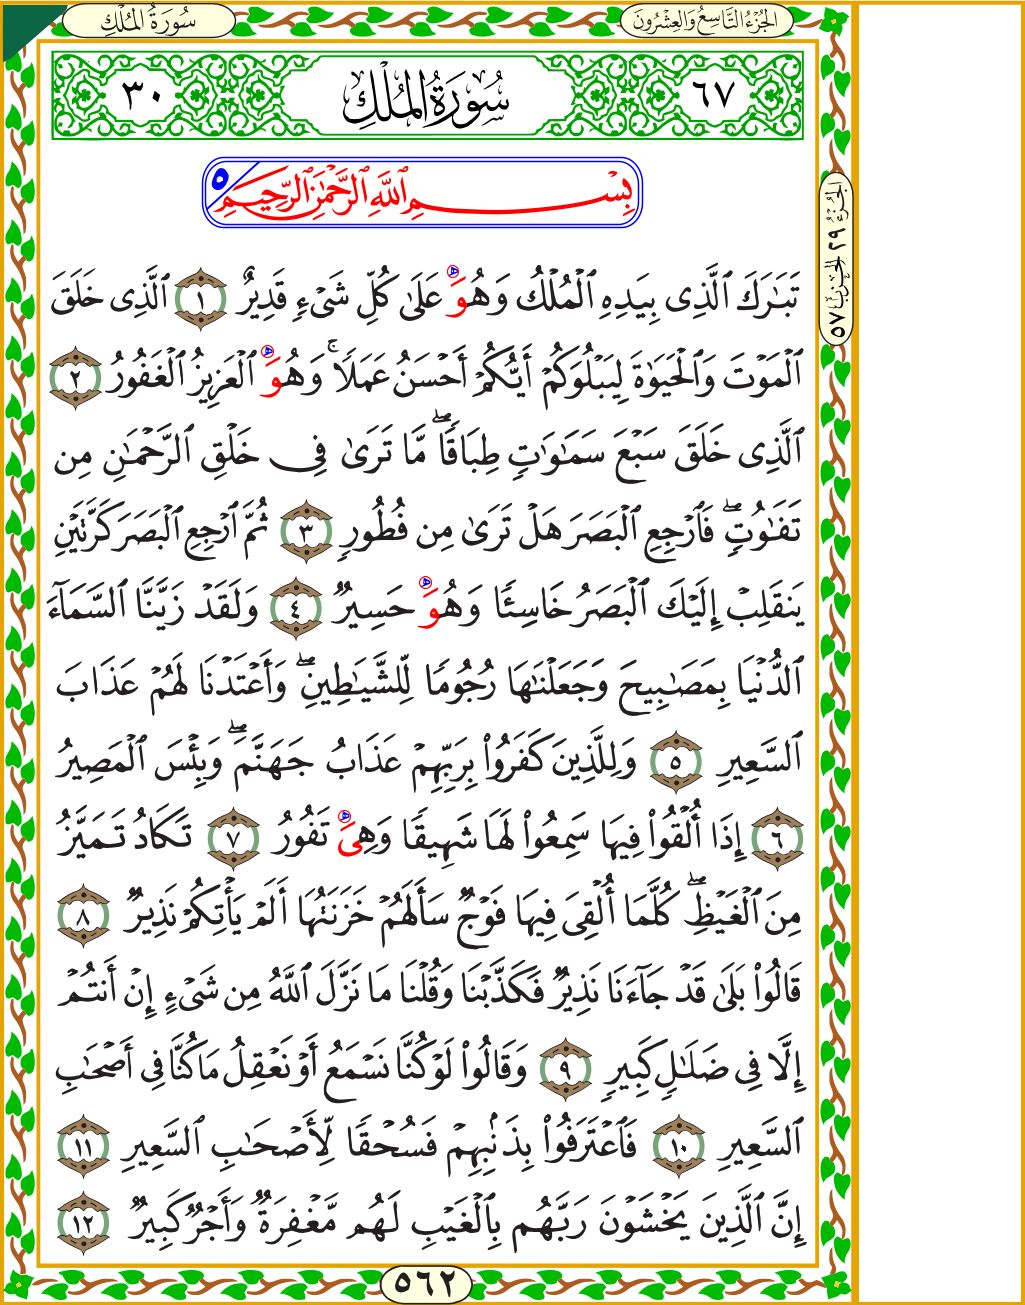 سُورَةُ المُلْكِ
الجُزْءُ التَّاسِعُ وَالعِشْرُونَ
٦٧
سُورَةُ المُلْكِ
٣٠
بِسْمِ ٱللَّهِ ٱلرَّحْمَٰنِ ٱلرَّحِيمِ ٥
تَبَٰرَكَ ٱلَّذِى بِيَدِهِ ٱلْمُلْكُ وَهُوَ عَلَىٰ كُلِّ شَىْءٍ قَدِيرٌ ١ ٱلَّذِى خَلَقَ
ٱلْمَوْتَ وَٱلْحَيَوٰةَ لِيَبْلُوَكُمْ أَيُّكُمْ أَحْسَنُ عَمَلًا ۚ وَهُوَ ٱلْعَزِيزُ ٱلْغَفُورُ ٢
ٱلَّذِى خَلَقَ سَبْعَ سَمَٰوَٰتٍ طِبَاقًا ۖ مَّا تَرَىٰ فِى خَلْقِ ٱلرَّحْمَٰنِ مِن
تَفَٰوُتٍ ۖ فَٱرْجِعِ ٱلْبَصَرَ هَلْ تَرَىٰ مِن فُطُورٍ ٣ ثُمَّ ٱرْجِعِ ٱلْبَصَرَ كَرَّتَيْنِ
يَنقَلِبْ إِلَيْكَ ٱلْبَصَرُ خَاسِئًا وَهُوَ حَسِيرٌ ٤ وَلَقَدْ زَيَّنَّا ٱلسَّمَآءَ
ٱلدُّنْيَا بِمَصَٰبِيحَ وَجَعَلْنَٰهَا رُجُومًا لِّلشَّيَٰطِينِ ۖ وَأَعْتَدْنَا لَهُمْ عَذَابَ
ٱلسَّعِيرِ ٥ وَلِلَّذِينَ كَفَرُوا۟ بِرَبِّهِمْ عَذَابُ جَهَنَّمَ ۖ وَبِئْسَ ٱلْمَصِيرُ
٦ إِذَآ أُلْقُوا۟ فِيهَا سَمِعُوا۟ لَهَا شَهِيقًا وَهِىَ تَفُورُ ٧ تَكَادُ تَمَيَّزُ
مِنَ ٱلْغَيْظِ ۖ كُلَّمَآ أُلْقِىَ فِيهَا فَوْجٌ سَأَلَهُمْ خَزَنَتُهَآ أَلَمْ يَأْتِكُمْ نَذِيرٌ ٨
قَالُوا۟ بَلَىٰ قَدْ جَآءَنَا نَذِيرٌ فَكَذَّبْنَا وَقُلْنَا مَا نَزَّلَ ٱللَّهُ مِن شَىْءٍ إِنْ أَنتُمْ
إِلَّا فِى ضَلَٰلٍ كَبِيرٍ ٩ وَقَالُوا۟ لَوْ كُنَّا نَسْمَعُ أَوْ نَعْقِلُ مَا كُنَّا فِىٓ أَصْحَٰبِ
ٱلسَّعِيرِ ١٠ فَٱعْتَرَفُوا۟ بِذَنۢبِهِمْ فَسُحْقًا لِّأَصْحَٰبِ ٱلسَّعِيرِ ١١
إِنَّ ٱلَّذِينَ يَخْشَوْنَ رَبَّهُم بِٱلْغَيْبِ لَهُم مَّغْفِرَةٌ وَأَجْرٌ كَبِيرٌ ١٢
الجُزْءُ ٢٩ الحِزْبُ ٥٧
٥٦٢